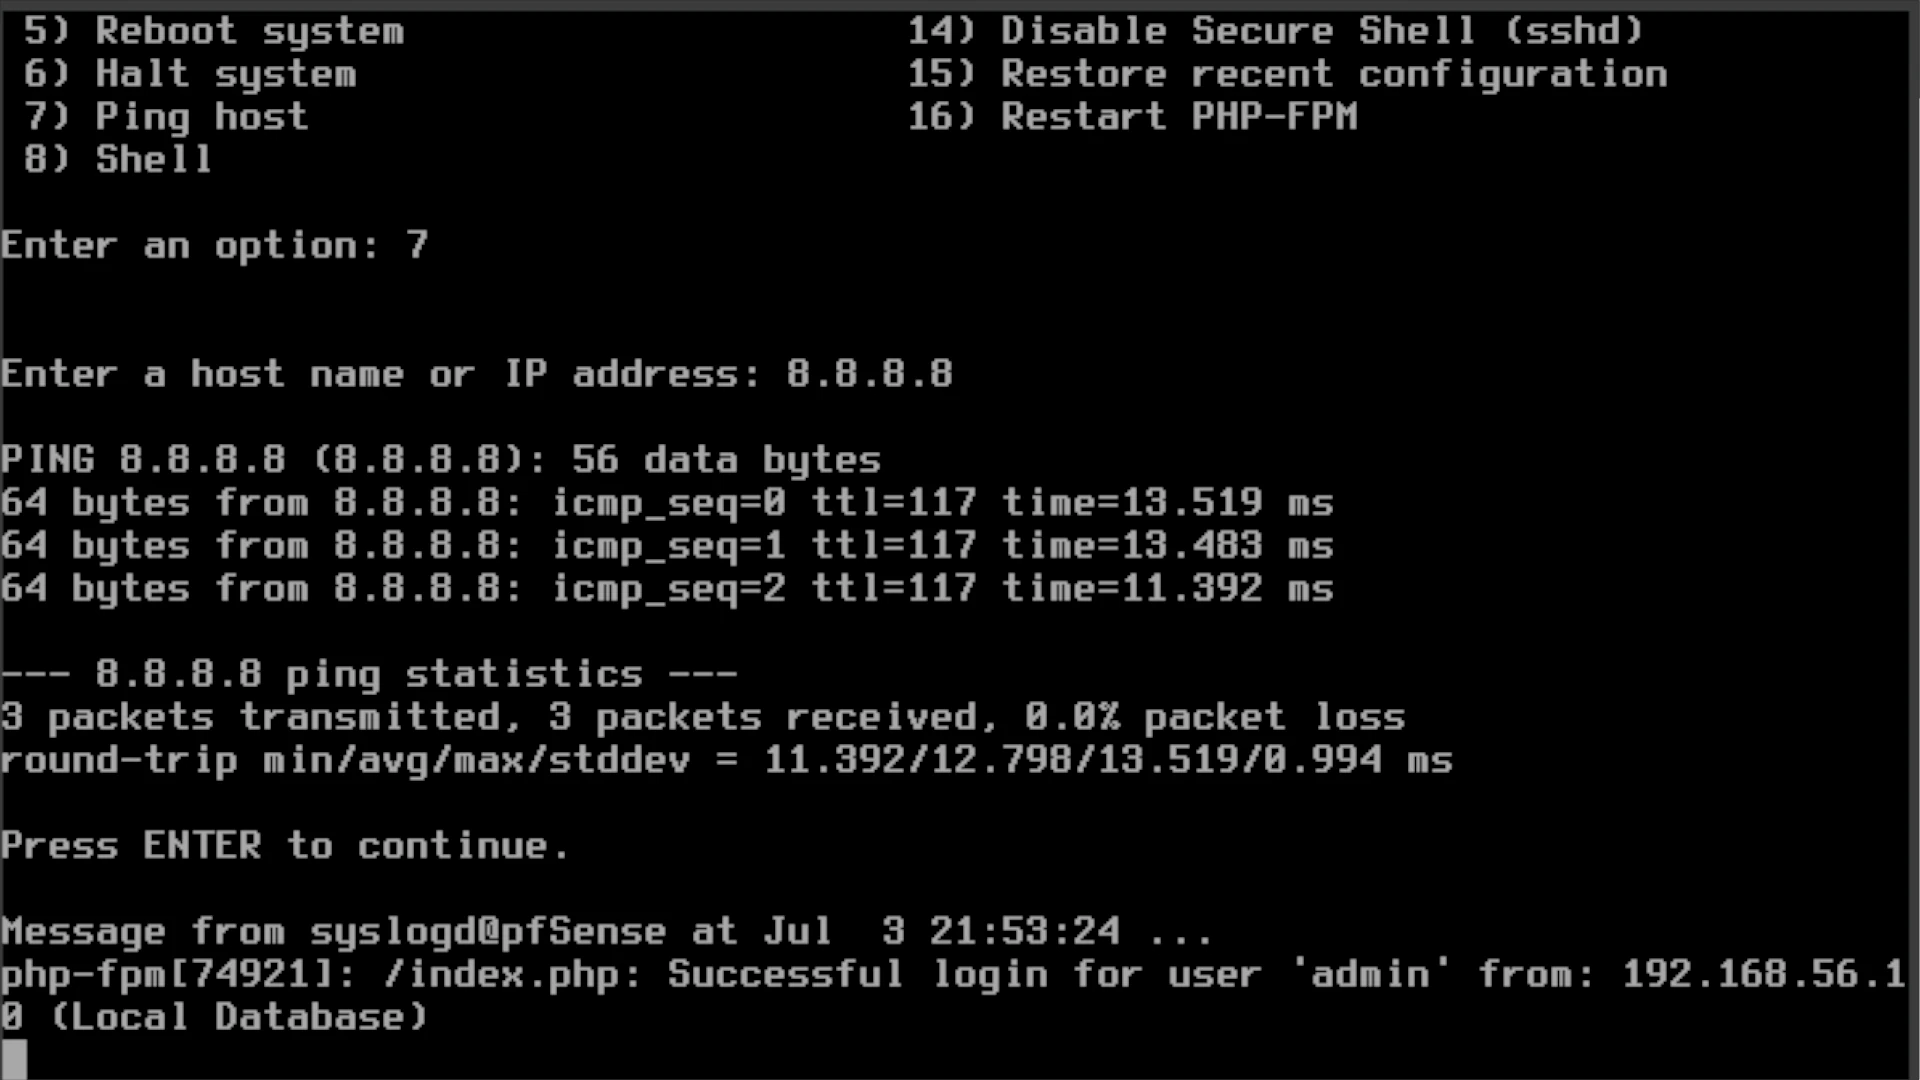 5) Reboot system                     14) Disable Secure Shell (sshd)
6) Halt system                       15) Restore recent configuration
7) Ping host                         16) Restart PHP-FPM
8) Shell
Enter an option: 7
Enter a host name or IP address: 8.8.8.8
PING 8.8.8.8 (8.8.8.8): 56 data bytes
64 bytes from 8.8.8.8: icmp_seq=0 ttl=117 time=13.519 ms
64 bytes from 8.8.8.8: icmp_seq=1 ttl=117 time=13.483 ms
64 bytes from 8.8.8.8: icmp_seq=2 ttl=117 time=11.392 ms
--- 8.8.8.8 ping statistics ---
3 packets transmitted, 3 packets received, 0.0% packet loss
round-trip min/avg/max/stddev = 11.392/12.798/13.519/0.994 ms
Press ENTER to continue.
Message from syslogd@pfSense at Jul  3 21:53:24 ...
php-fpm[74921]: /index.php: Successful login for user 'admin' from: 192.168.56.1
0 (Local Database)